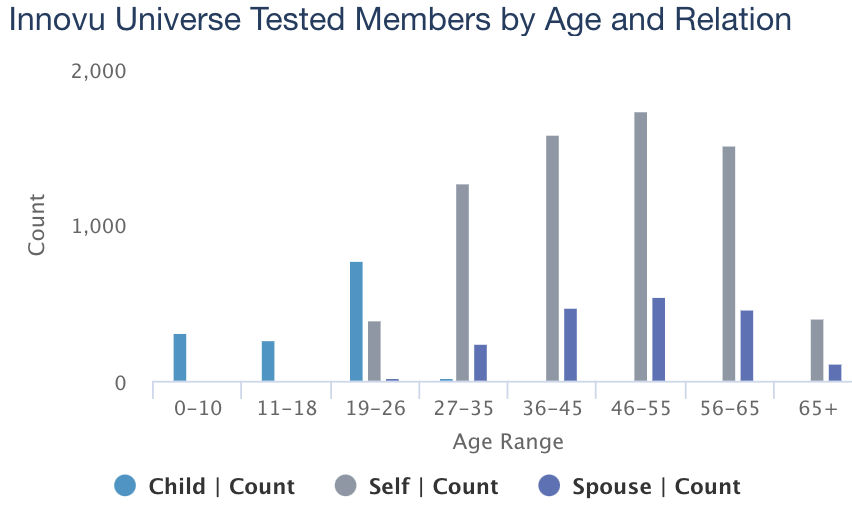 Innovu Universe Tested Members by Age and Relation
2,000
1,000
0
Count
0–10 11–18 19–26 27–35 36–45 46–55 56–65 65+
Age Range
Child | Count Self | Count Spouse | Count